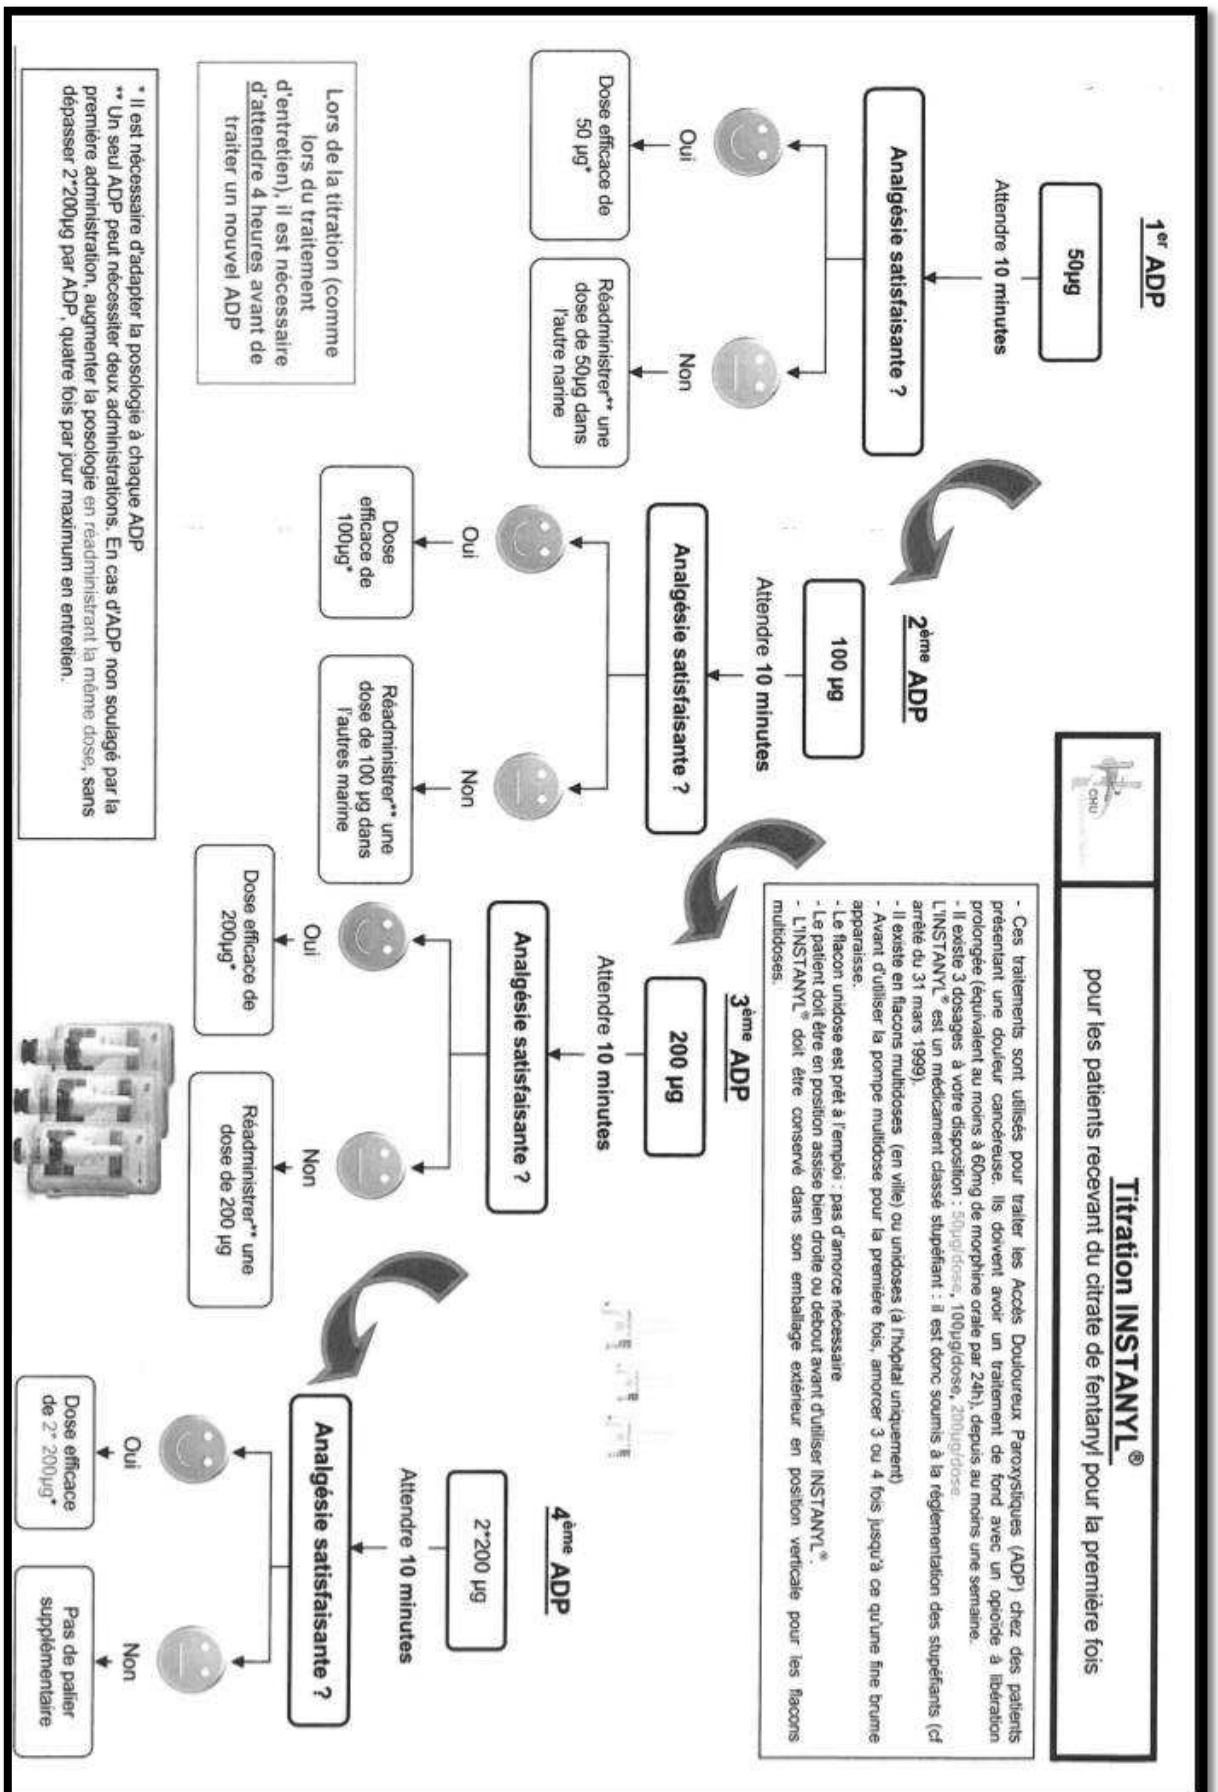 CHU
Titration INSTANYL®
pour les patients recevant du citrate de fentanyl pour la première fois
- Ces traitements sont utilisés pour traiter les Accès Douloureux Paroxystiques (ADP) chez des patients
présentant une douleur cancéreuse. Ils doivent avoir un traitement de fond avec un opioïde à libération
prolongée (équivalent au moins à 60mg de morphine orale par 24h), depuis au moins une semaine.
- Il existe 3 dosages à votre disposition : 50µg/dose, 100µg/dose, 200µg/dose.
L'INSTANYL® est un médicament classé stupéfiant : il est donc soumis à la réglementation des stupéfiants (cf
arrêté du 31 mars 1999).
- Il existe en flacons multidoses (en ville) ou unidoses (à l'hôpital uniquement)
- Avant d'utiliser la pompe multidose pour la première fois, amorcer 3 ou 4 fois jusqu'à ce qu'une fine brume
apparaisse.
- Le flacon unidose est prêt à l'emploi : pas d'amorce nécessaire
- Le patient doit être en position assise bien droite ou debout avant d'utiliser INSTANYL®.
- L'INSTANYL® doit être conservé dans son emballage extérieur en position verticale pour les flacons
multidoses.
1er ADP
50µg
Attendre 10 minutes
Analgésie satisfaisante ?
Oui
Non
Dose efficace de
50 µg*
Réadministrer** une
dose de 50µg dans
l'autre narine
2ème ADP
100 µg
Attendre 10 minutes
Analgésie satisfaisante ?
Oui
Non
Dose
efficace de
100µg*
Réadministrer** une
dose de 100 µg dans
l'autres marine
3ème ADP
200 µg
Attendre 10 minutes
Analgésie satisfaisante ?
Oui
Non
Dose efficace de
200µg*
Réadministrer** une
dose de 200 µg
4ème ADP
2*200 µg
Attendre 10 minutes
Analgésie satisfaisante ?
Oui
Non
Dose efficace
de 2* 200µg*
Pas de palier
supplémentaire
Lors de la titration (comme
lors du traitement
d'entretien), il est nécessaire
d'attendre 4 heures avant de
traiter un nouvel ADP
* Il est nécessaire d'adapter la posologie à chaque ADP
** Un seul ADP peut nécessiter deux administrations. En cas d'ADP non soulagé par la
première administration, augmenter la posologie en réadministrant la même dose, sans
dépasser 2*200µg par ADP, quatre fois par jour maximum en entretien.